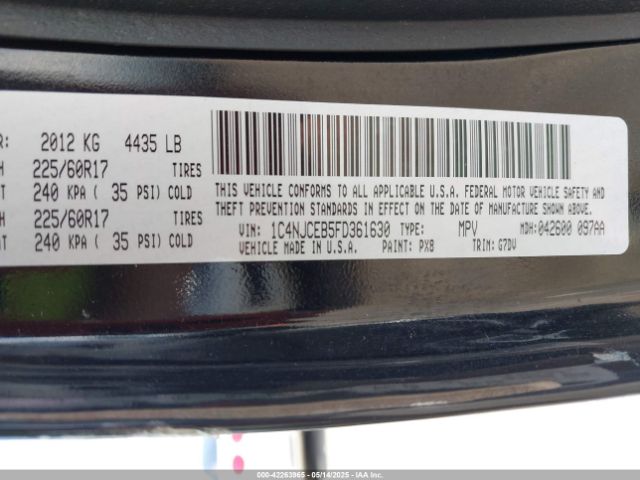 R: 2012 KG 4435 LB
H 225/60R17 TIRES
T 240 KPA ( 35 PSI) COLD
H 225/60R17 TIRES
AT 240 KPA ( 35 PSI) COLD
THIS VEHICLE CONFORMS TO ALL APPLICABLE U.S.A. FEDERAL MOTOR VEHICLE SAFETY AND
THEFT PREVENTION STANDARDS IN EFFECT ON THE DATE OF MANUFACTURE SHOWN ABOVE.
VIN: 1C4NJCEB5FD361630 TYPE: MPV MDH: 042600 097AA
VEHICLE MADE IN U.S.A. PAINT: PX8 TRIM: G7DV
000-42263965 - 05/14/2025 - IAAI.com